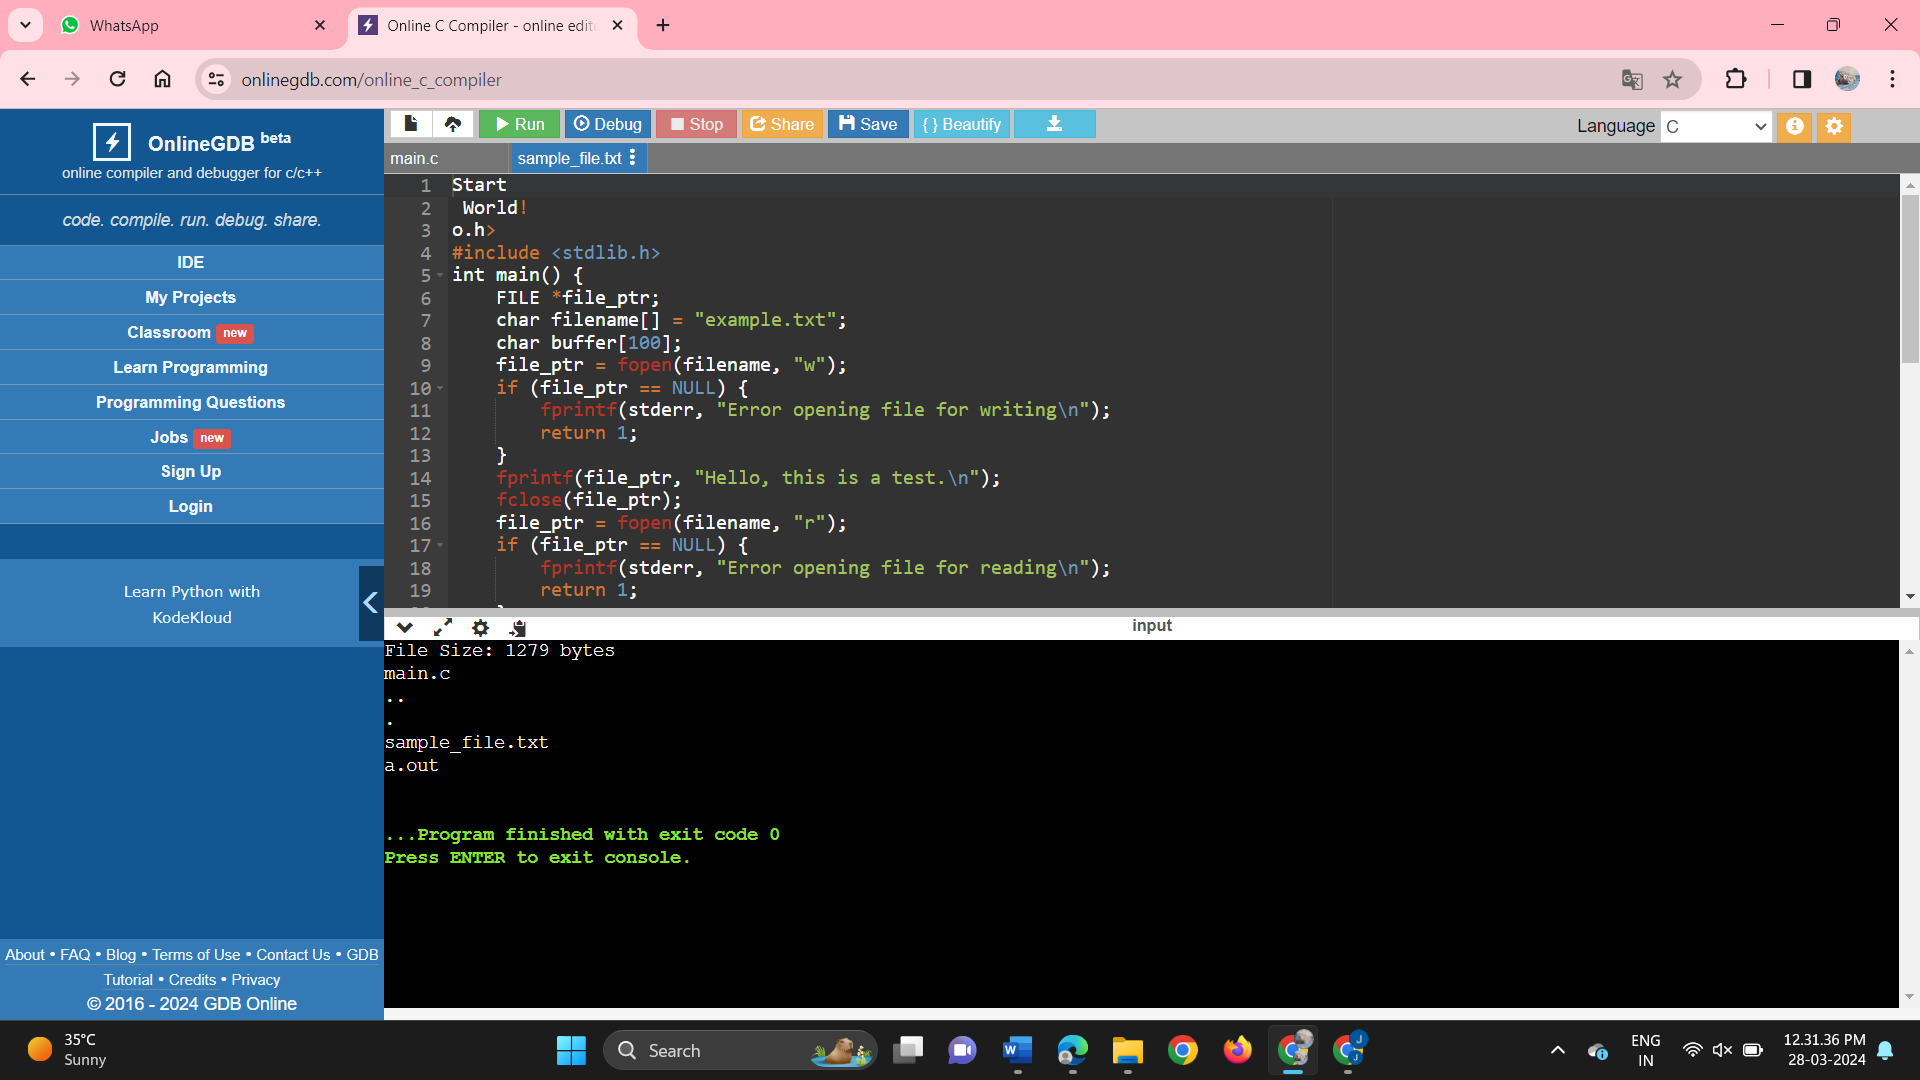 WhatsApp
Online C Compiler - online edit
onlinegdb.com/online_c_compiler
OnlineGDB beta
online compiler and debugger for c/c++
code. compile. run. debug. share.
IDE
My Projects
Classroom new
Learn Programming
Programming Questions
Jobs new
Sign Up
Login
Learn Python with
KodeKloud
About • FAQ • Blog • Terms of Use • Contact Us • GDB
Tutorial • Credits • Privacy
© 2016 - 2024 GDB Online
Run Debug Stop Share Save { } Beautify
Language C
main.c sample_file.txt
1 Start
2  World!
3 o.h>
4 #include <stdlib.h>
5 int main() {
6     FILE *file_ptr;
7     char filename[] = "example.txt";
8     char buffer[100];
9     file_ptr = fopen(filename, "w");
10     if (file_ptr == NULL) {
11         fprintf(stderr, "Error opening file for writing\n");
12         return 1;
13     }
14     fprintf(file_ptr, "Hello, this is a test.\n");
15     fclose(file_ptr);
16     file_ptr = fopen(filename, "r");
17     if (file_ptr == NULL) {
18         fprintf(stderr, "Error opening file for reading\n");
19         return 1;
input
File Size: 1279 bytes
main.c
..
.
sample_file.txt
a.out
...Program finished with exit code 0
Press ENTER to exit console.
35°C
Sunny
Search
ENG
IN
12.31.36 PM
28-03-2024